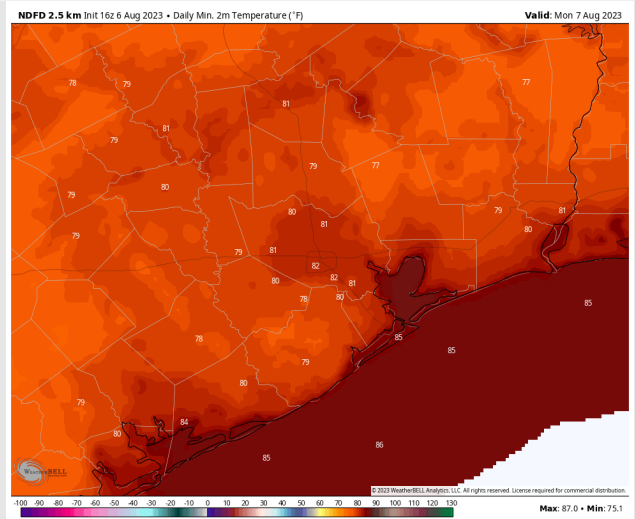 NDFD 2.5 km Init 16z 6 Aug 2023 • Daily Min. 2m Temperature (°F)
Valid: Mon 7 Aug 2023
78 79 77
81
81
79
79 77
80
79
80 79 81
81 80
79
79 81
82
80 82 81
78 80
85
85
78 85
79
80
79
84
80
86
85
WeatherBELL
© 2023 WeatherBELL Analytics, LLC. All rights reserved. License required for commercial distribution.
-100 -90 -80 -70 -60 -50 -40 -30 -20 -10 0 10 20 30 40 50 60 70 80 90 100 110 120 130
Max: 87.0 • Min: 75.1